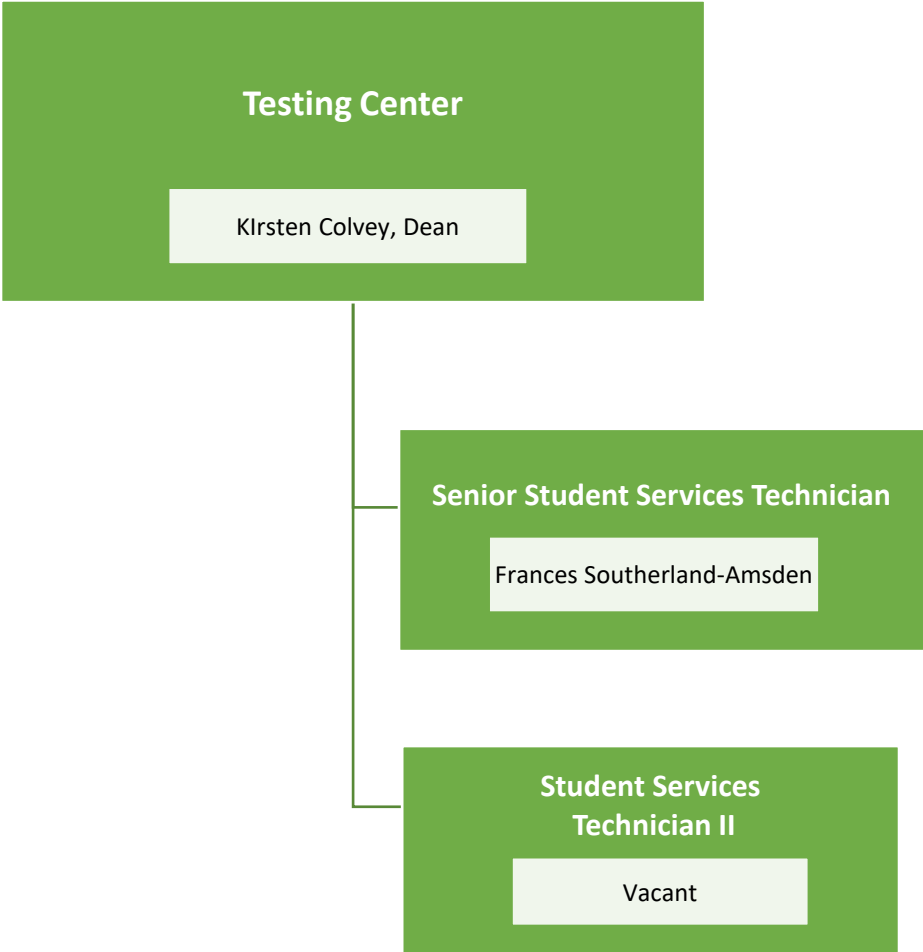 Testing Center
KIrsten Colvey, Dean
Senior Student Services Technician
Frances Southerland-Amsden
Student Services
Technician II
Vacant